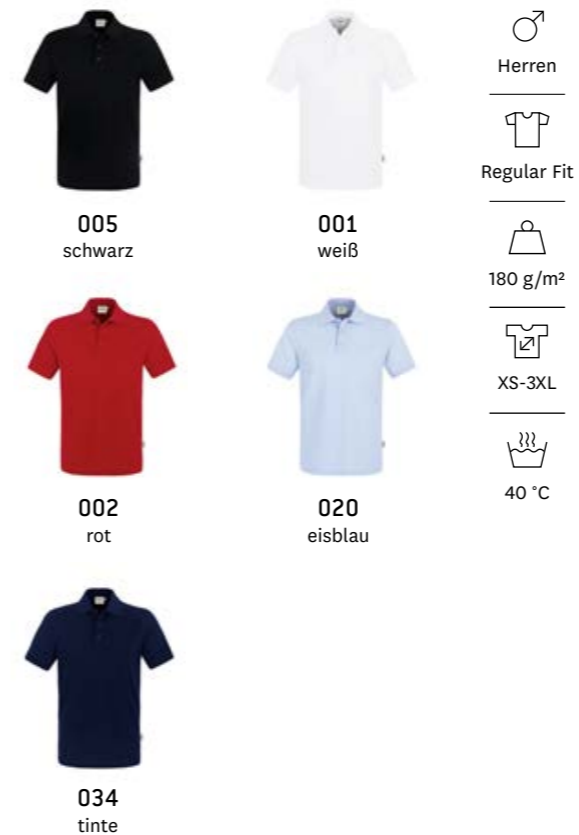 005
schwarz
001
weiß
002
rot
020
eisblau
034
tinte
Herren
Regular Fit
180 g/m²
XS-3XL
40 °C